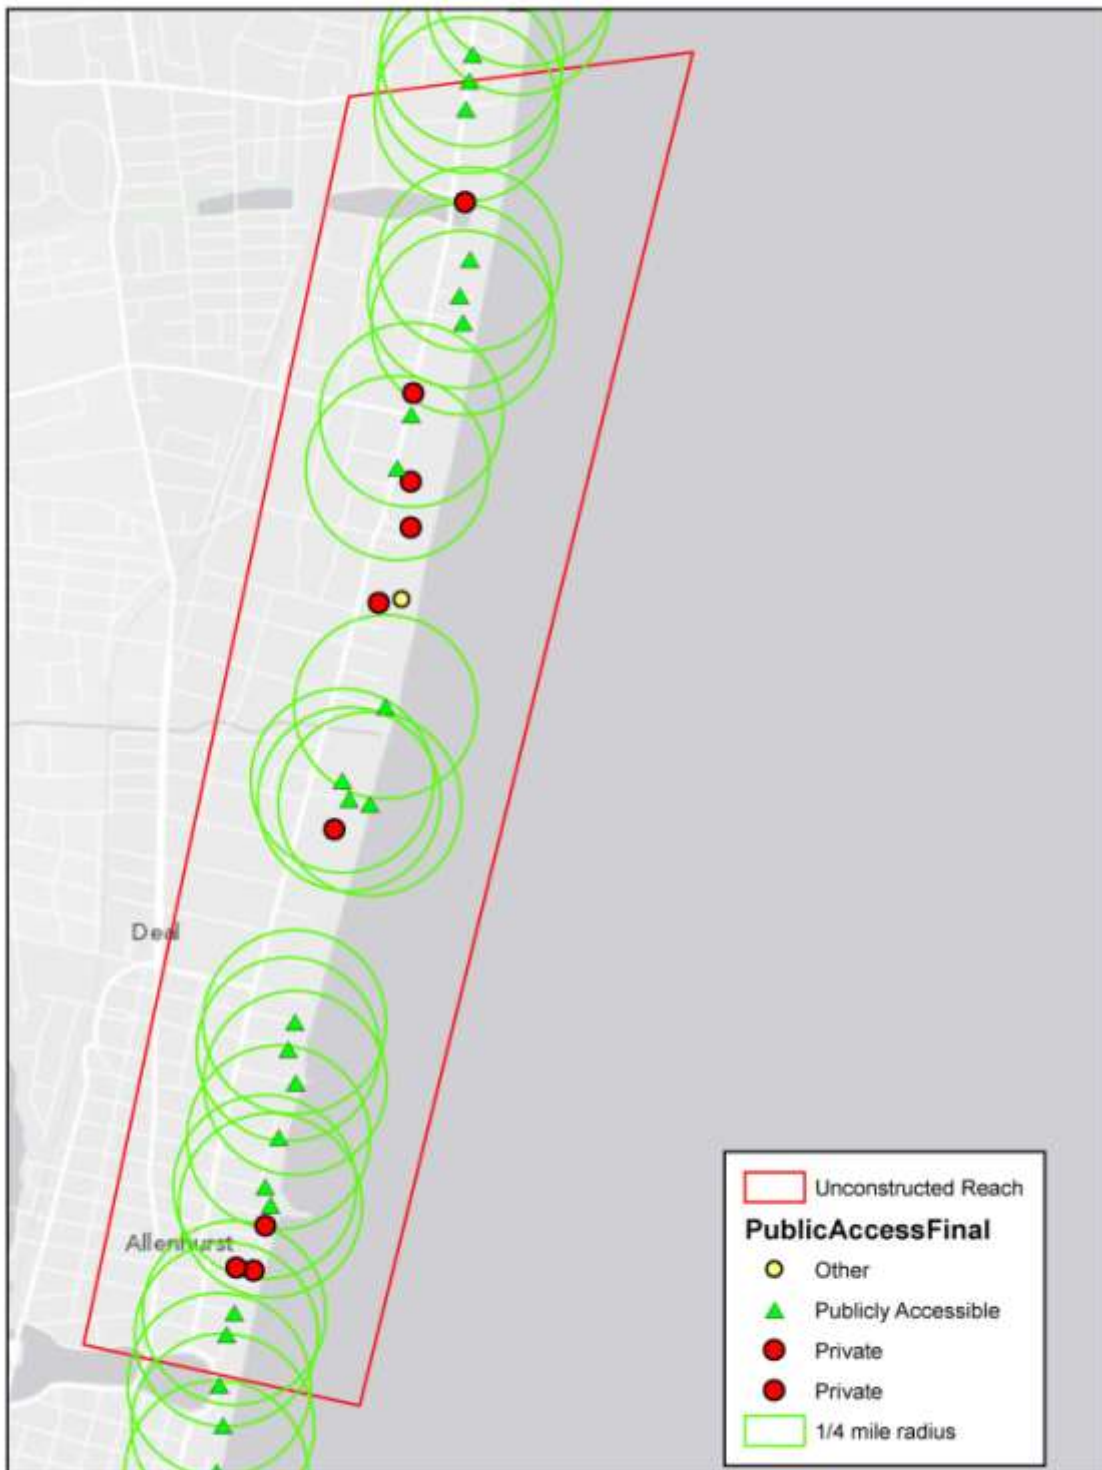 Deal
Allenhurst
Unconstructed Reach
PublicAccessFinal
Other
Publicly Accessible
Private
Private
1/4 mile radius